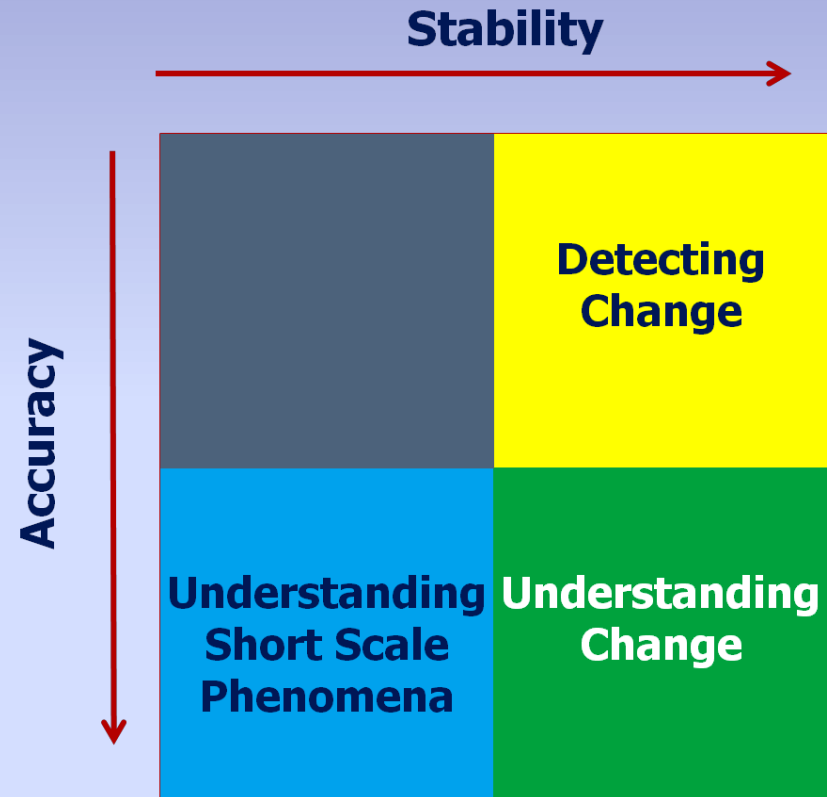 Stability
Accuracy
Detecting
Change
Understanding
Short Scale
Phenomena
Understanding
Change